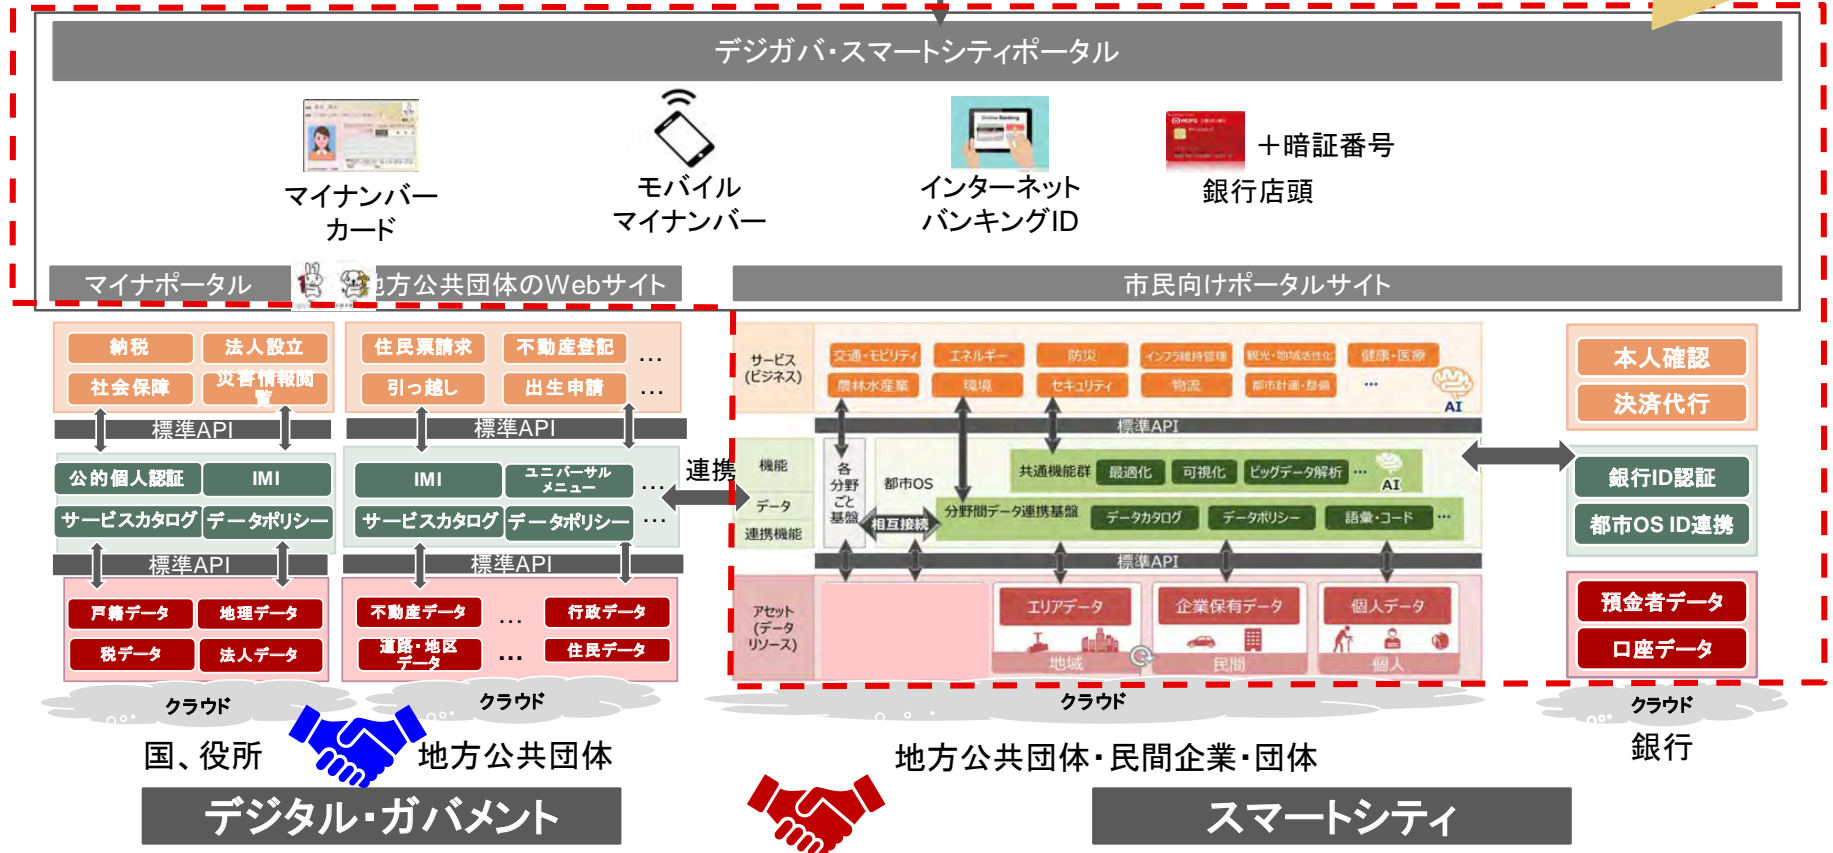 デジガバ・スマートシティポータル
マイナンバー
カード
モバイル
マイナンバー
Online Banking
インターネット
バンキングID
＋暗証番号
銀行店頭
マイナポータル
地方公共団体のWebサイト
市民向けポータルサイト
納税
法人設立
社会保障
災害情報閲
覧
標準API
公的個人認証
IMI
サービスカタログ
データポリシー
標準API
戸籍データ
地理データ
税データ
法人データ
クラウド
国、役所
住民票請求
不動産登記
…
引っ越し
出生申請
…
標準API
IMI
ユニバーサル
メニュー
…
サービスカタログ
データポリシー
…
標準API
不動産データ
…
行政データ
道路・地区
データ
…
住民データ
クラウド
地方公共団体
連携
サービス
(ビジネス)
交通・モビリティ
エネルギー
防災
インフラ維持管理
観光・地域活性化
健康・医療
農林水産業
環境
セキュリティ
物流
都市計画・整備
…
AI
標準API
機能
データ
連携機能
各
分野
ごと
基盤
都市OS
相互接続
共通機能群
最適化
可視化
ビッグデータ解析
…
AI
分野間データ連携基盤
データカタログ
データポリシー
語彙・コード
…
標準API
アセット
(データ
リソース)
エリアデータ
地域
企業保有データ
民間
個人データ
個人
クラウド
地方公共団体・民間企業・団体
本人確認
決済代行
銀行ID認証
都市OS ID連携
預金者データ
口座データ
クラウド
銀行
デジタル・ガバメント
スマートシティ